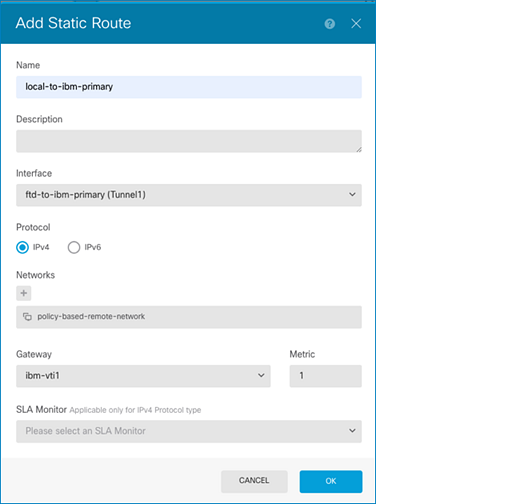 Add Static Route
Name
local-to-ibm-primary
Description
Interface
ftd-to-ibm-primary (Tunnel1)
Protocol
IPv4 IPv6
Networks
+
policy-based-remote-network
Gateway Metric
ibm-vti1 1
SLA Monitor Applicable only for IPv4 Protocol type
Please select an SLA Monitor
CANCEL OK